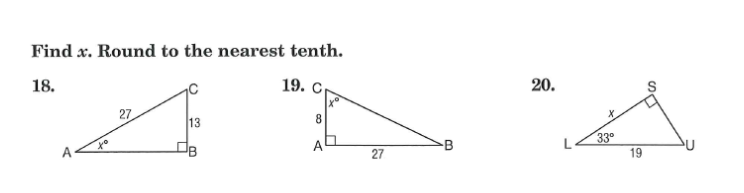 Find x. Round to the nearest tenth.
18.
C
27
13
x°
A
B
19.
C
x°
8
A
27
B
20.
S
x
33°
L
19
U